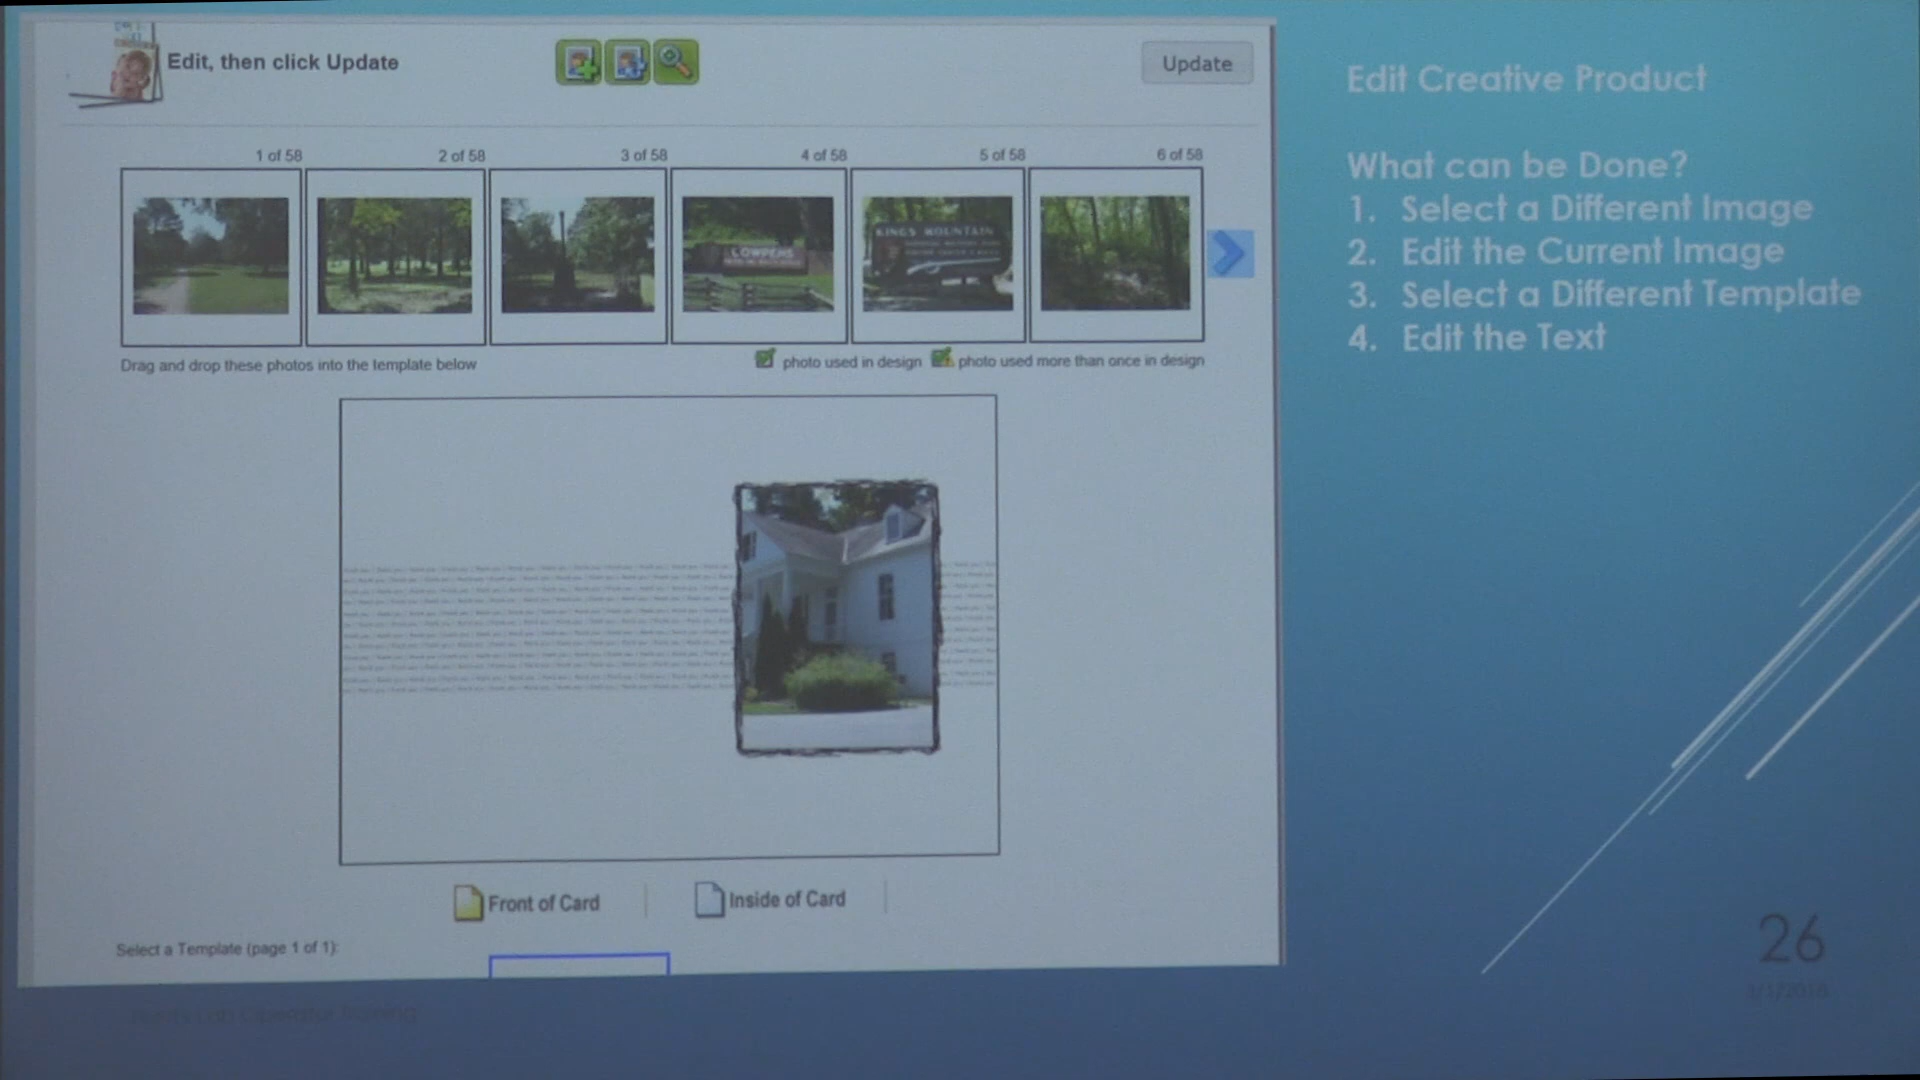 Edit, then click Update
Update
1 of 58
2 of 58
3 of 58
4 of 58
5 of 58
6 of 58
COWPENS
KINGS MOUNTAIN
Drag and drop these photos into the template below
photo used in design
photo used more than once in design
Front of Card
Inside of Card
Select a Template (page 1 of 1):
Edit Creative Product
What can be Done?
1. Select a Different Image
2. Edit the Current Image
3. Select a Different Template
4. Edit the Text
26